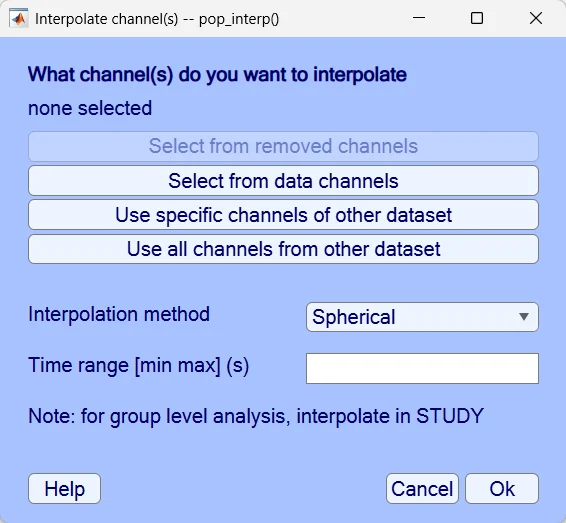 Interpolate channel(s) -- pop_interp()
What channel(s) do you want to interpolate
none selected
Select from removed channels
Select from data channels
Use specific channels of other dataset
Use all channels from other dataset
Interpolation method
Spherical
Time range [min max] (s)
Note: for group level analysis, interpolate in STUDY
Help
Cancel
Ok